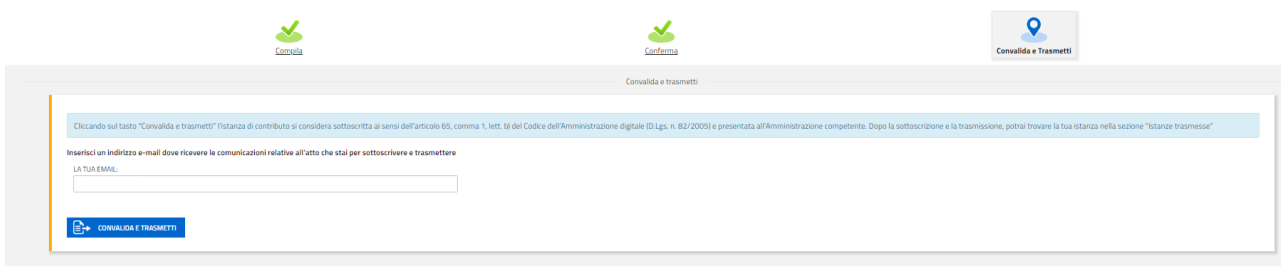 Compila
Conferma
Convalida e Trasmetti
Convalida e trasmetti
Cliccando sul tasto "Convalida e trasmetti" l'istanza di contributo si considera sottoscritta ai sensi dell'articolo 65, comma 1, lett. b) del Codice dell'Amministrazione digitale (D.Lgs. n. 82/2005) e presentata all'Amministrazione competente. Dopo la sottoscrizione e la trasmissione, potrai trovare la tua istanza nella sezione "Istanze trasmesse"
Inserisci un indirizzo e-mail dove ricevere le comunicazioni relative all'atto che stai per sottoscrivere e trasmettere
LA TUA EMAIL:
CONVALIDA E TRASMETTI